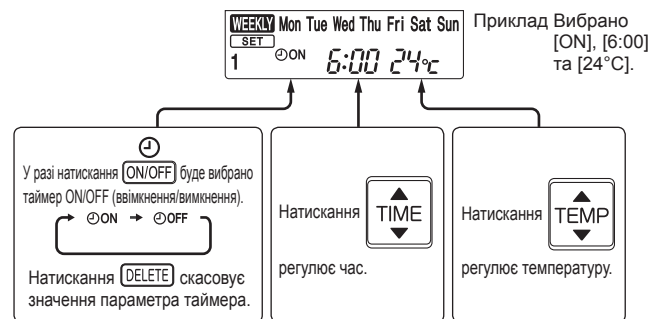 WEEKLY Mon Tue Wed Thu Fri Sat Sun
SET
1 ON 6:00 24°C
Приклад Вибрано
[ON], [6:00]
та [24°C].
У разі натискання ON/OFF буде вибрано
таймер ON/OFF (ввімкнення/вимкнення).
ON → OFF
Натискання DELETE скасовує
значення параметра таймера.
Натискання TIME
регулює час.
Натискання TEMP
регулює температуру.